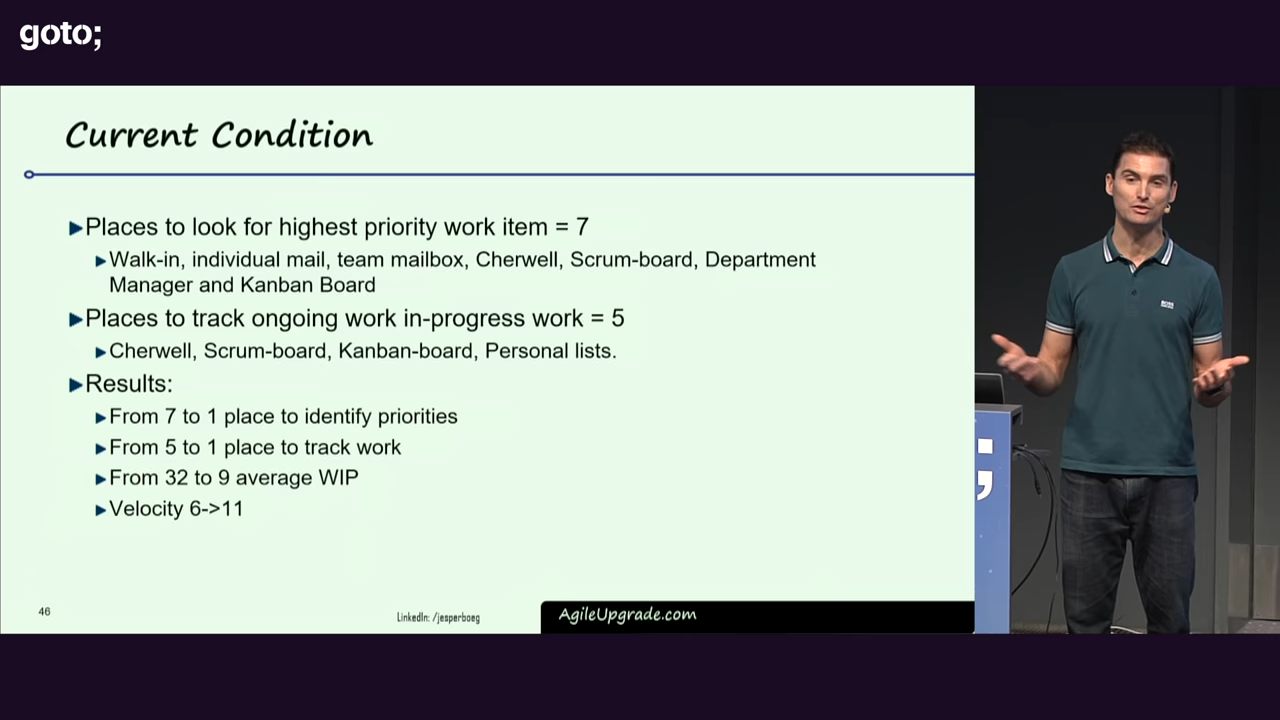 goto;
Current Condition
Places to look for highest priority work item = 7
Walk-in, individual mail, team mailbox, Cherwell, Scrum-board, Department
Manager and Kanban Board
Places to track ongoing work in-progress work = 5
Cherwell, Scrum-board, Kanban-board, Personal lists.
Results:
From 7 to 1 place to identify priorities
From 5 to 1 place to track work
From 32 to 9 average WIP
Velocity 6->11
46
LinkedIn: /jesperboeg
AgileUpgrade.com
BOSS